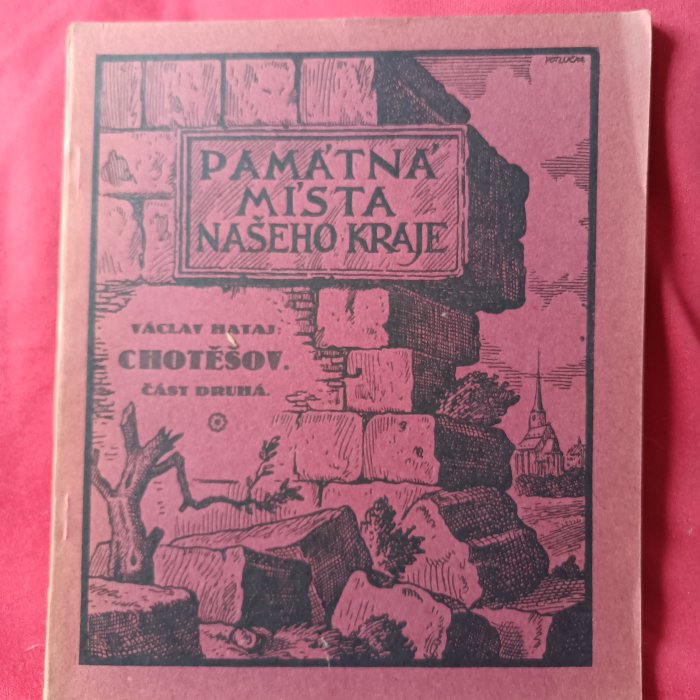 PAMÁTNÁ
MÍSTA
NAŠEHO KRAJE
VÁCLAV HATAJ:
CHOTĚŠOV.
ČÁST DRUHÁ.